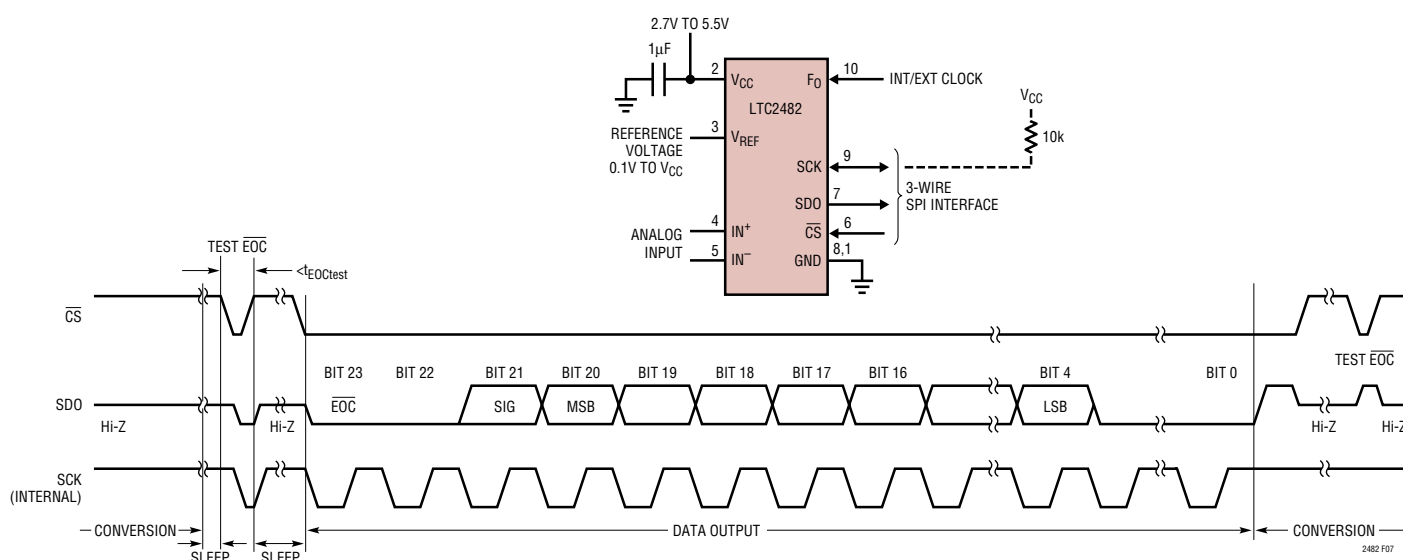 2.7V TO 5.5V
1µF
2
VCC
FO
10
INT/EXT CLOCK
LTC2482
VCC
10k
REFERENCE
VOLTAGE
0.1V TO VCC
3
VREF
SCK
9
SDO
7
3-WIRE
SPI INTERFACE
CS
6
ANALOG
INPUT
4
IN+
5
IN–
GND
8,1
TEST EOC
<tEOCtest
CS
TEST EOC
BIT 23
BIT 22
BIT 21
BIT 20
BIT 19
BIT 18
BIT 17
BIT 16
BIT 4
BIT 0
SDO
EOC
SIG
MSB
LSB
Hi-Z
Hi-Z
Hi-Z
Hi-Z
SCK
(INTERNAL)
CONVERSION
SLEEP
SLEEP
DATA OUTPUT
CONVERSION
2482 F07